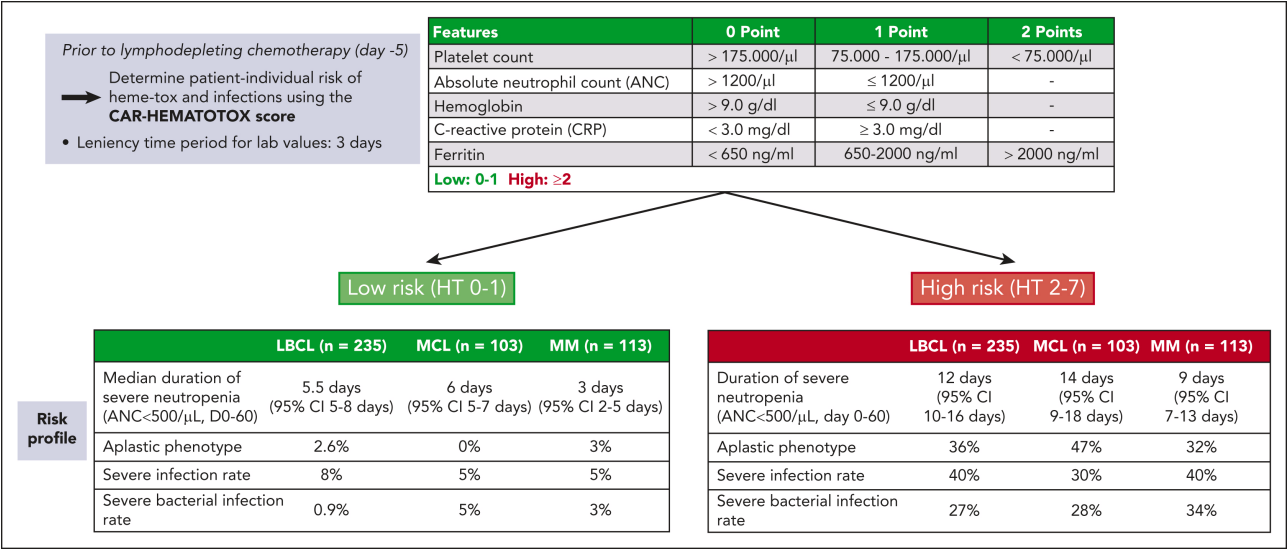 Prior to lymphodepleting chemotherapy (day -5)
Determine patient-individual risk of
heme-tox and infections using the
CAR-HEMATOTOX score
• Leniency time period for lab values: 3 days
Features 0 Point 1 Point 2 Points
Platelet count > 175.000/μl 75.000 - 175.000/μl < 75.000/μl
Absolute neutrophil count (ANC) > 1200/μl ≤ 1200/μl -
Hemoglobin > 9.0 g/dl ≤ 9.0 g/dl -
C-reactive protein (CRP) < 3.0 mg/dl ≥ 3.0 mg/dl -
Ferritin < 650 ng/ml 650-2000 ng/ml > 2000 ng/ml
Low: 0-1 High: ≥2
Low risk (HT 0-1)
High risk (HT 2-7)
Risk
profile
LBCL (n = 235) MCL (n = 103) MM (n = 113)
Median duration of
severe neutropenia
(ANC<500/μL, D0-60)
5.5 days
(95% CI 5-8 days)
6 days
(95% CI 5-7 days)
3 days
(95% CI 2-5 days)
Aplastic phenotype 2.6% 0% 3%
Severe infection rate 8% 5% 5%
Severe bacterial infection
rate
0.9% 5% 3%
LBCL (n = 235) MCL (n = 103) MM (n = 113)
Duration of severe
neutropenia
(ANC<500/μL, day 0-60)
12 days
(95% CI
10-16 days)
14 days
(95% CI
9-18 days)
9 days
(95% CI
7-13 days)
Aplastic phenotype 36% 47% 32%
Severe infection rate 40% 30% 40%
Severe bacterial infection
rate
27% 28% 34%